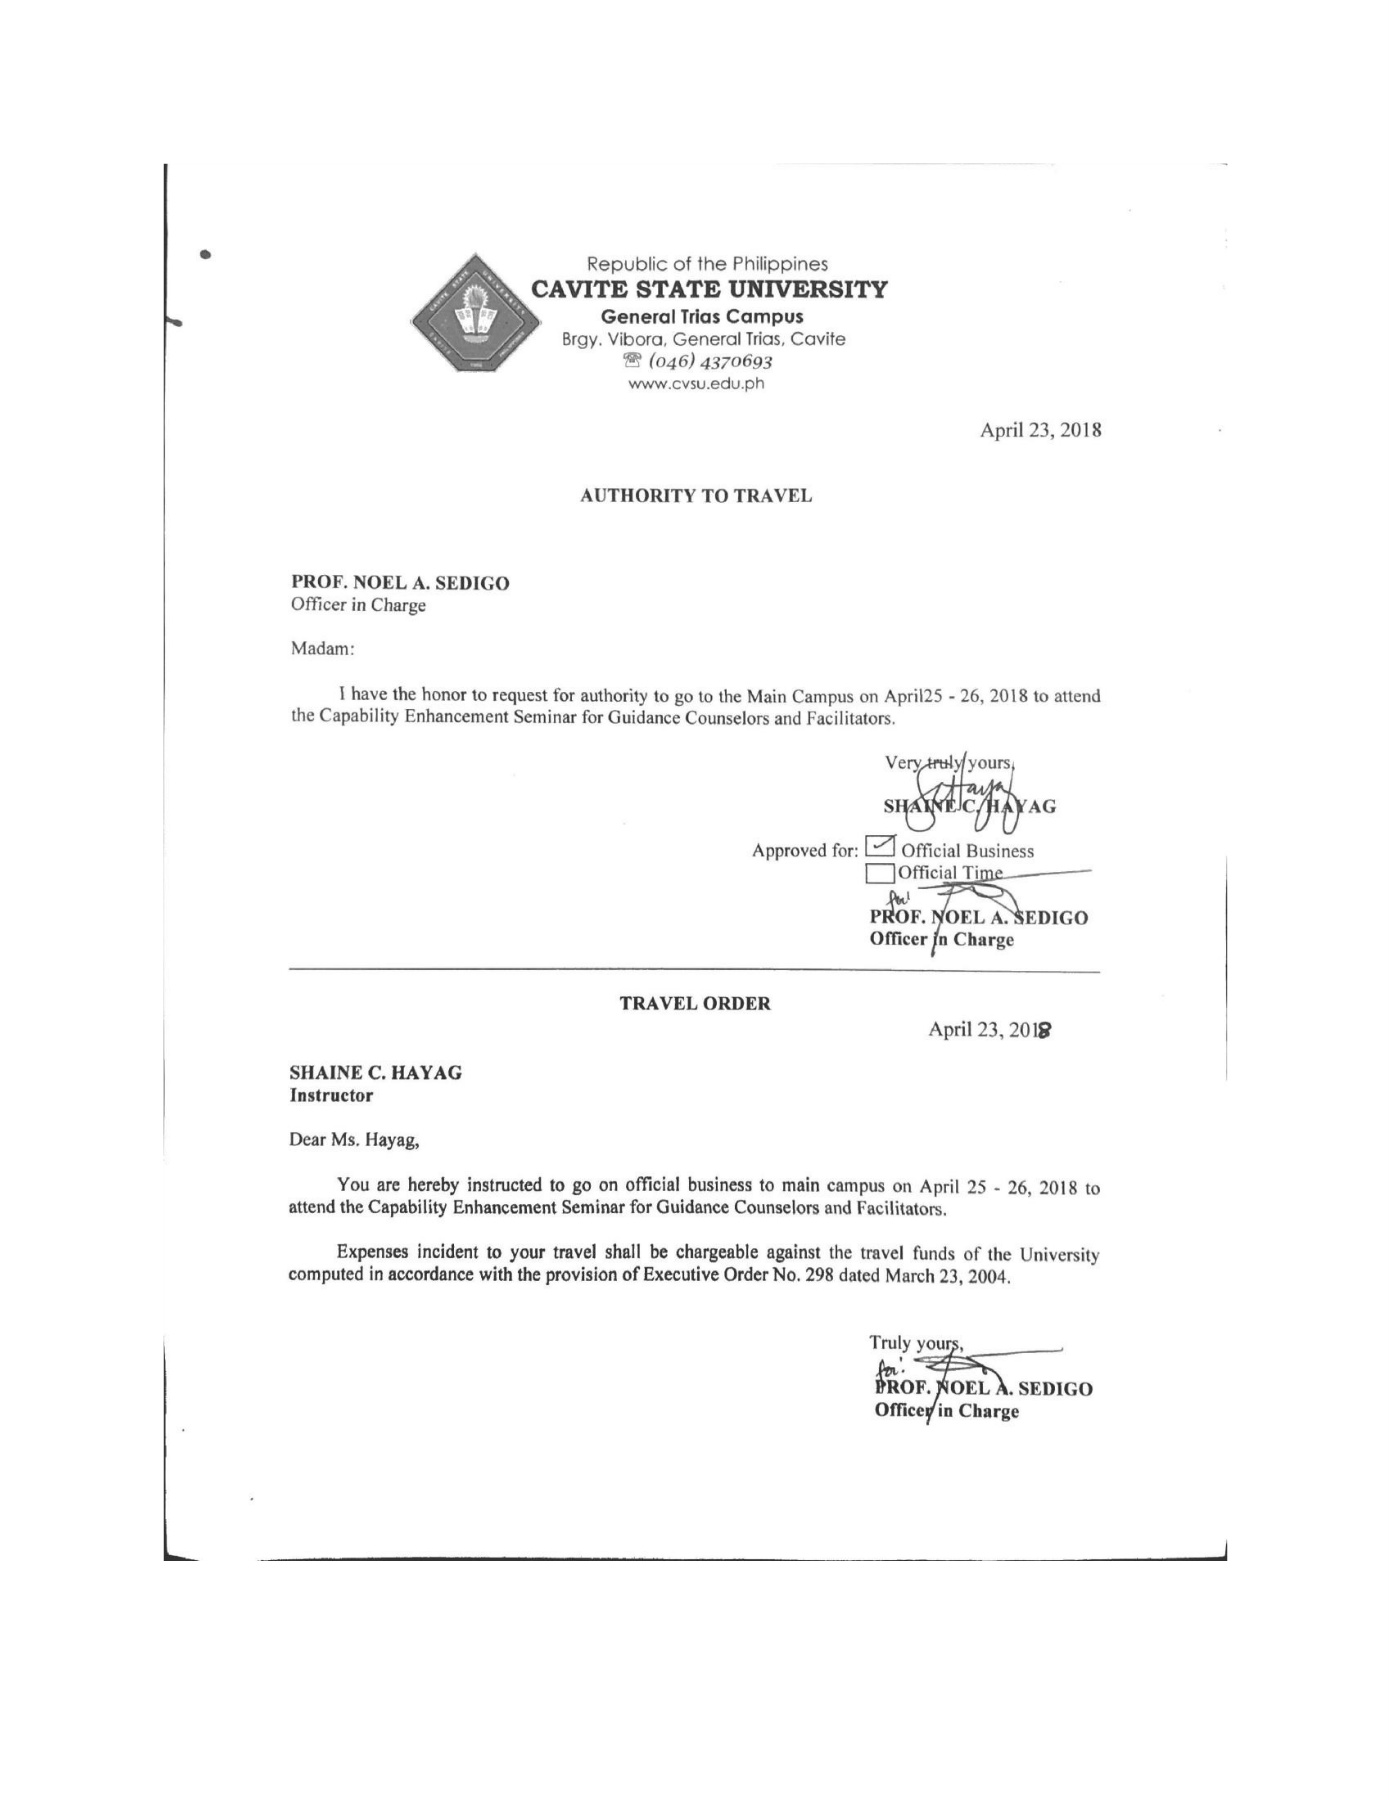 Republic of the Philippines
CAVITE STATE UNIVERSITY
General Trias Campus
Brgy. Vibora, General Trias, Cavite
☏ (046) 4370693
www.cvsu.edu.ph
April 23, 2018
AUTHORITY TO TRAVEL
PROF. NOEL A. SEDIGO
Officer in Charge
Madam:
I have the honor to request for authority to go to the Main Campus on April25 - 26, 2018 to attend
the Capability Enhancement Seminar for Guidance Counselors and Facilitators.
Very truly yours,
SHAINE C. HAYAG
Approved for: ☑ Official Business
☐ Official Time
for:
PROF. NOEL A. SEDIGO
Officer in Charge
TRAVEL ORDER
April 23, 2018
SHAINE C. HAYAG
Instructor
Dear Ms. Hayag,
You are hereby instructed to go on official business to main campus on April 25 - 26, 2018 to
attend the Capability Enhancement Seminar for Guidance Counselors and Facilitators.
Expenses incident to your travel shall be chargeable against the travel funds of the University
computed in accordance with the provision of Executive Order No. 298 dated March 23, 2004.
Truly yours,
for:
PROF. NOEL A. SEDIGO
Officer in Charge